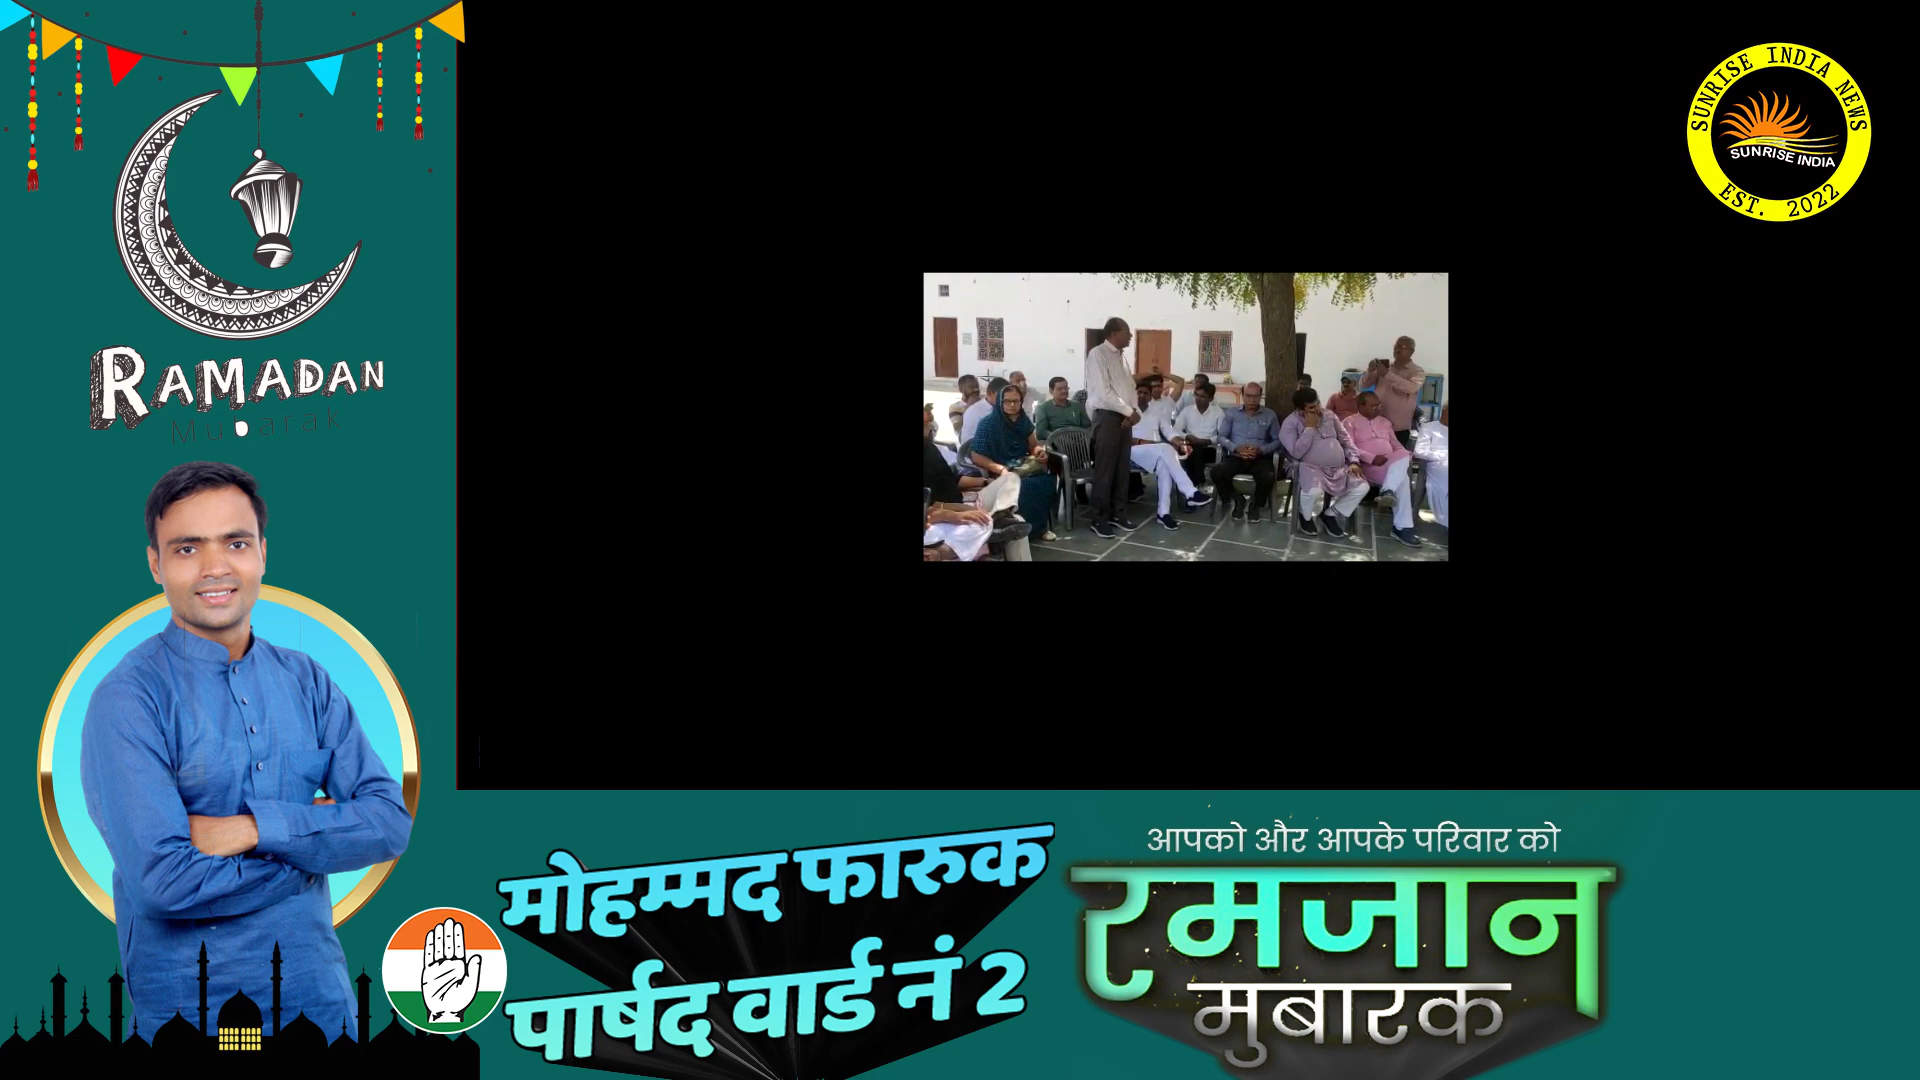 RAMADAN
Mubarak
SUNRISE INDIA NEWS
SUNRISE INDIA
EST. 2022
मोहम्मद फारुक
पार्षद वार्ड नं 2
आपको और आपके परिवार को
रमजान
मुबारक